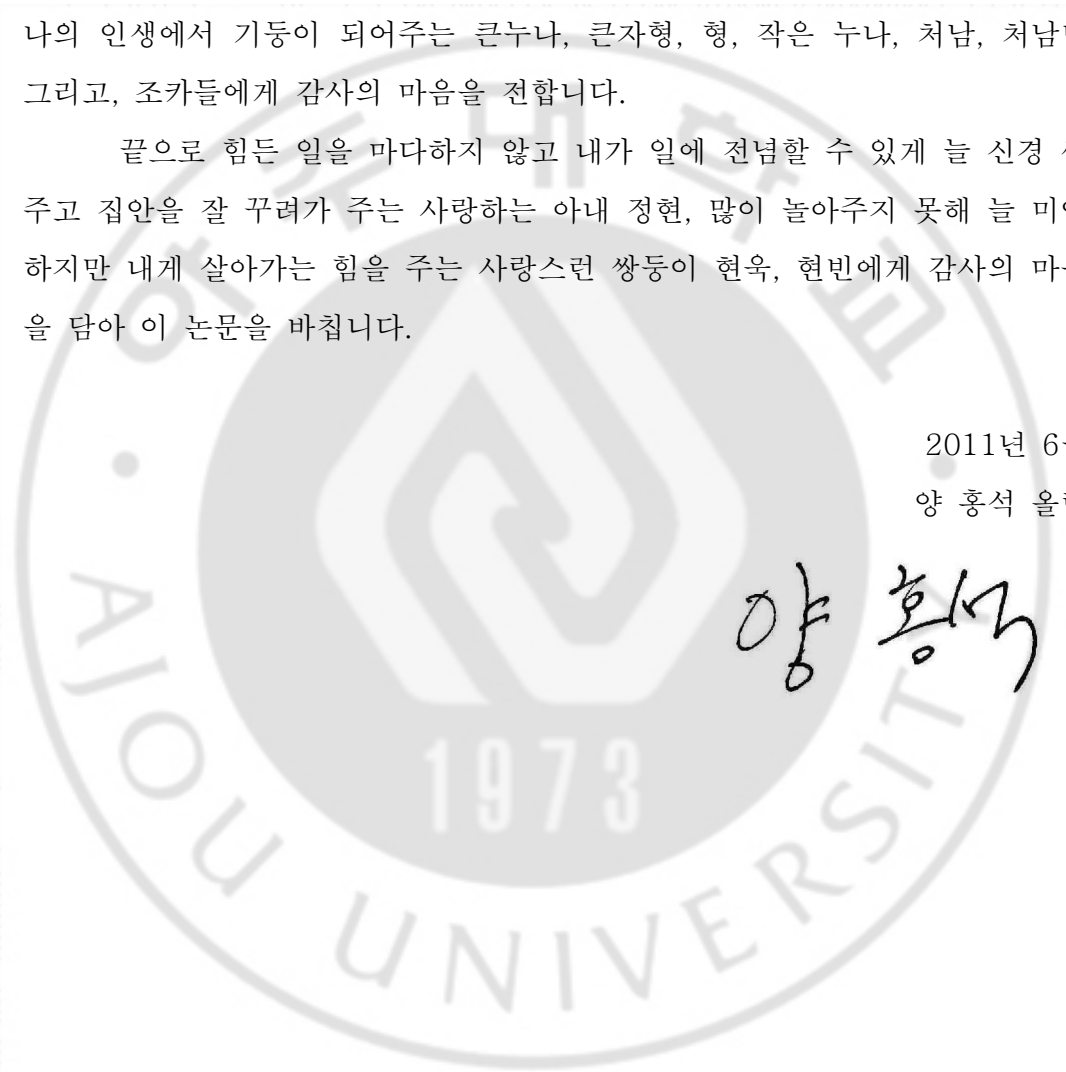 나의 인생에서 기둥이 되어주는 큰누나, 큰자형, 형, 작은 누나, 처남,
그리고, 조카들에게 감사의 마음을 전합니다.
끝으로 힘든 일을 마다하지 않고 내가 일에 전념할 수 있게 늘 신경
주고 집안을 잘 꾸려가 주는 사랑하는 아내 정현, 많이 놀아주지 못해 늘
하지만 내게 살아가는 힘을 주는 사랑스런 쌍둥이 현욱, 현빈에게 감사의
을 담아 이 논문을 바칩니다.
2011년
양 홍석
양 홍석
아주대학교
1973
AJOU UNIVERSITY